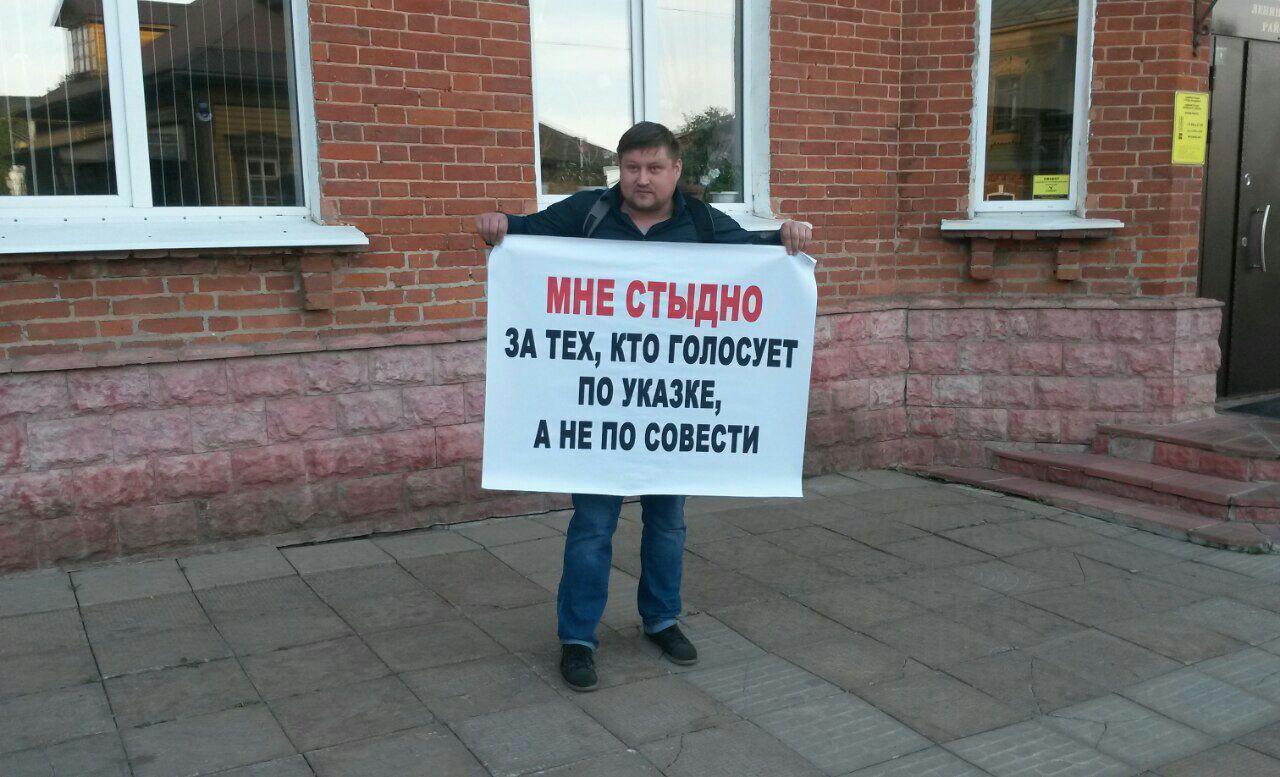 МНЕ СТЫДНО
ЗА ТЕХ, КТО ГОЛОСУЕТ
ПО УКАЗКЕ,
А НЕ ПО СОВЕСТИ